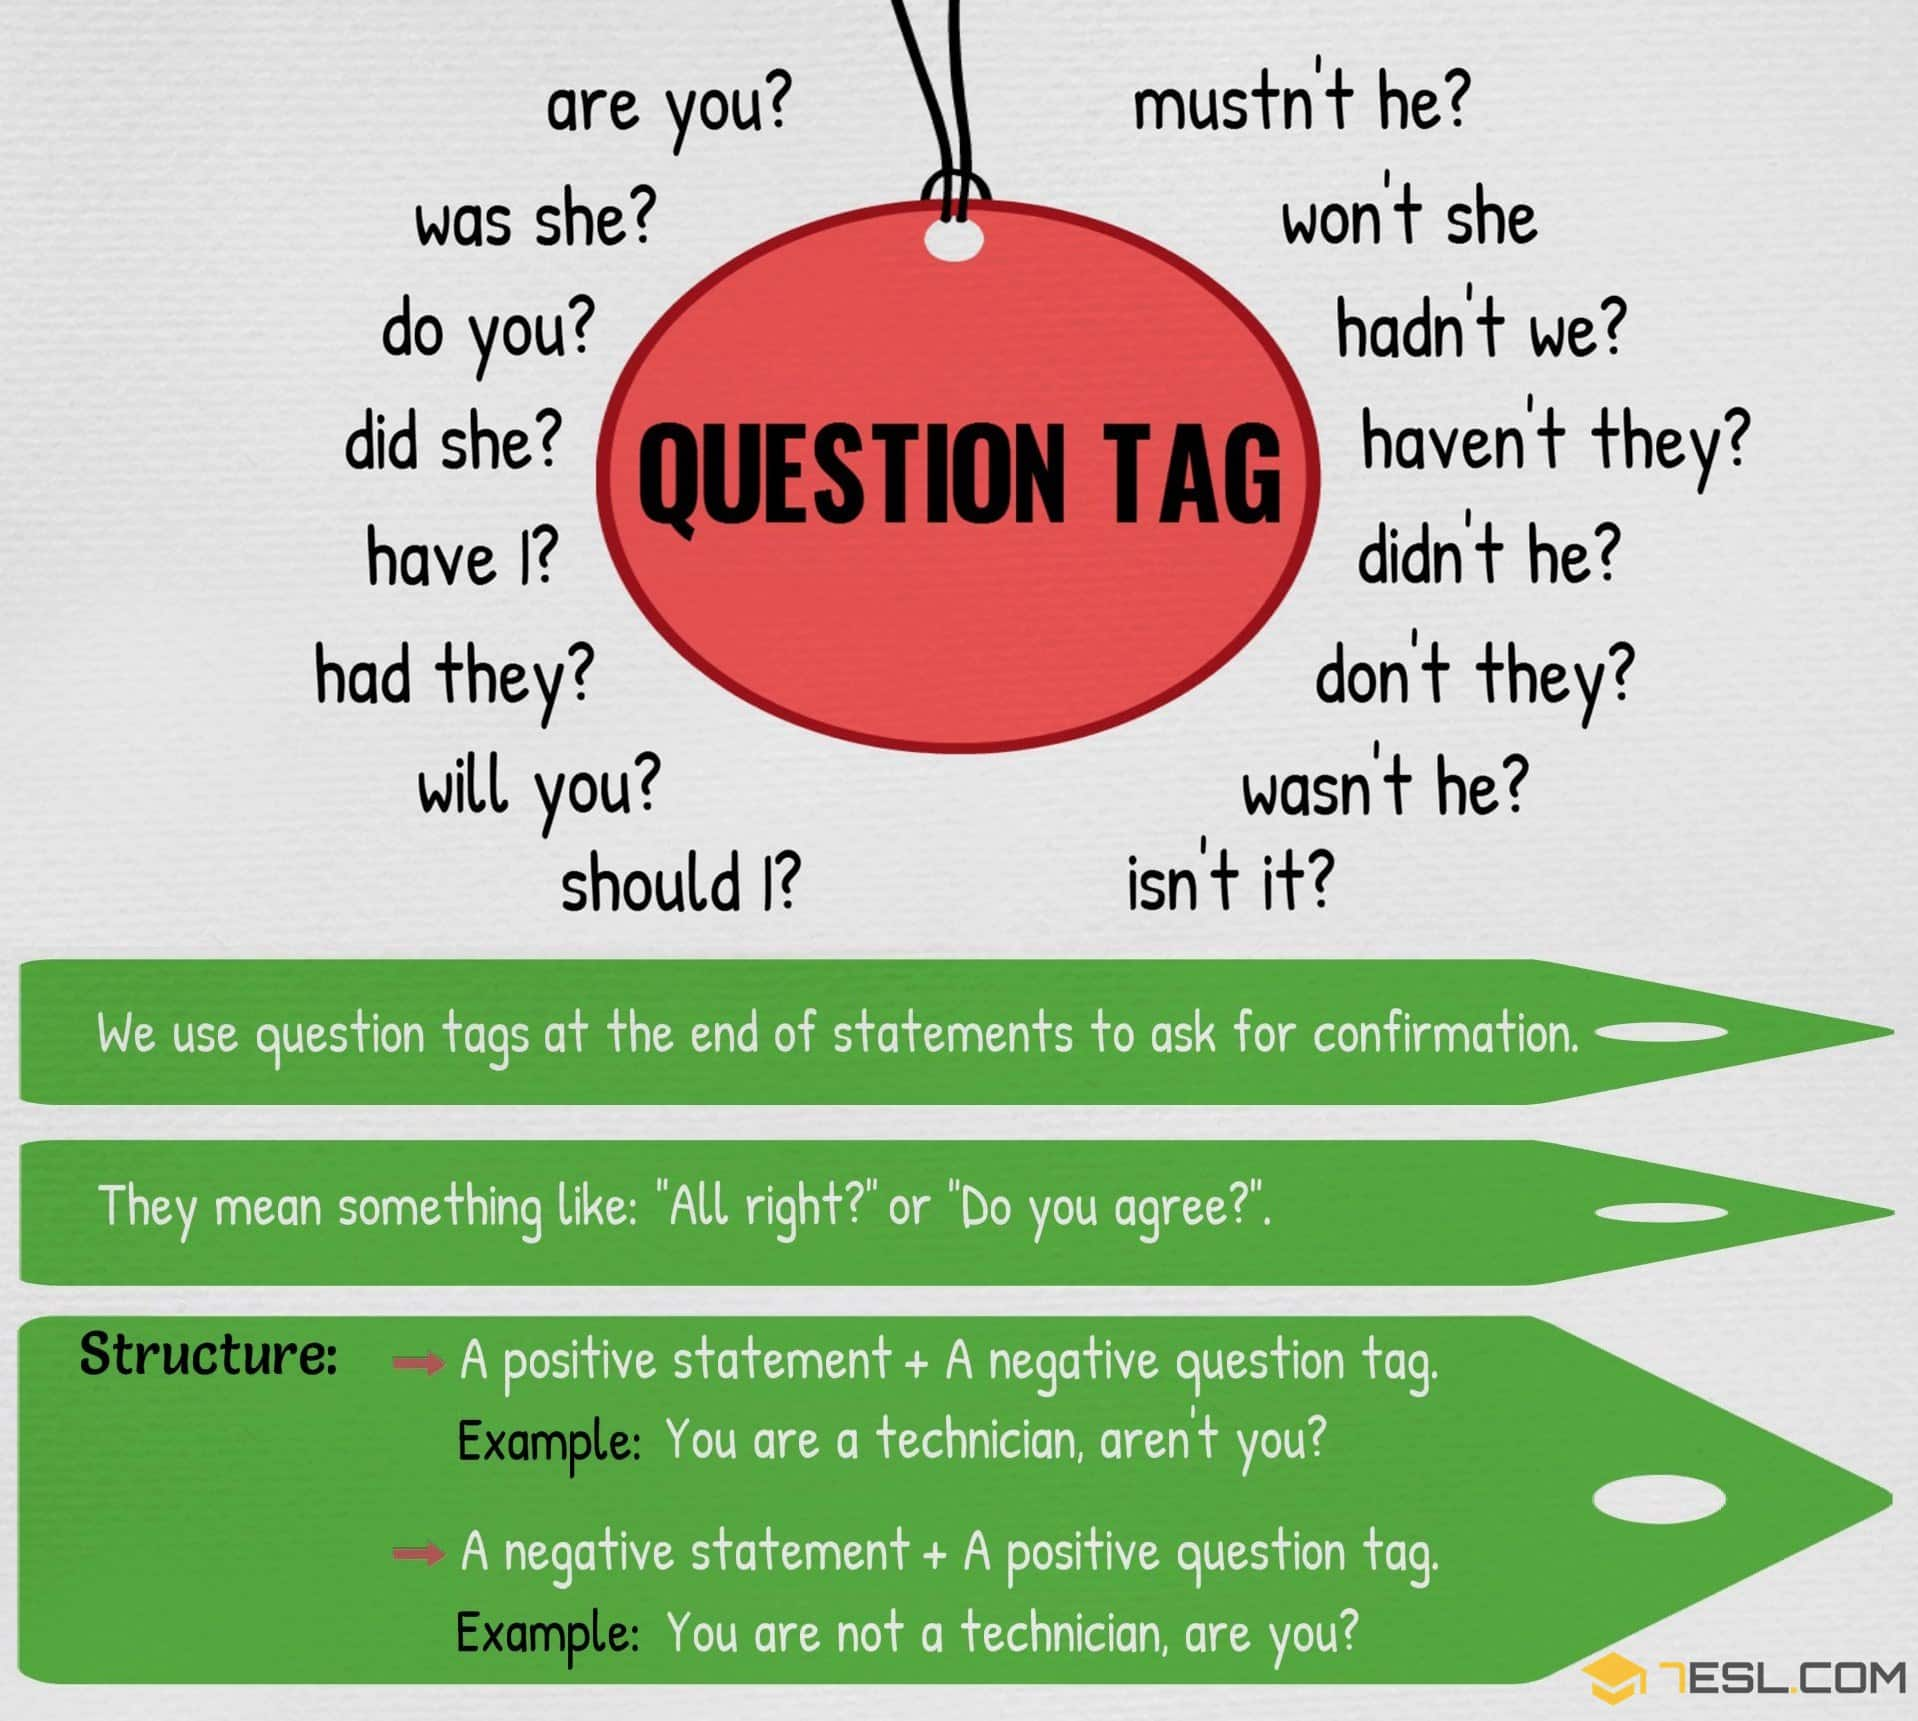 are you?
mustn't he?
was she?
won't she
do you?
hadn't we?
did she?
haven't they?
QUESTION TAG
have I?
didn't he?
had they?
don't they?
will you?
wasn't he?
should I?
isn't it?
We use question tags at the end of statements to ask for confirmation.
They mean something like: "All right?" or "Do you agree?".
Structure: A positive statement + A negative question tag.
Example: You are a technician, aren't you?
A negative statement + A positive question tag.
Example: You are not a technician, are you?
7ESL.COM